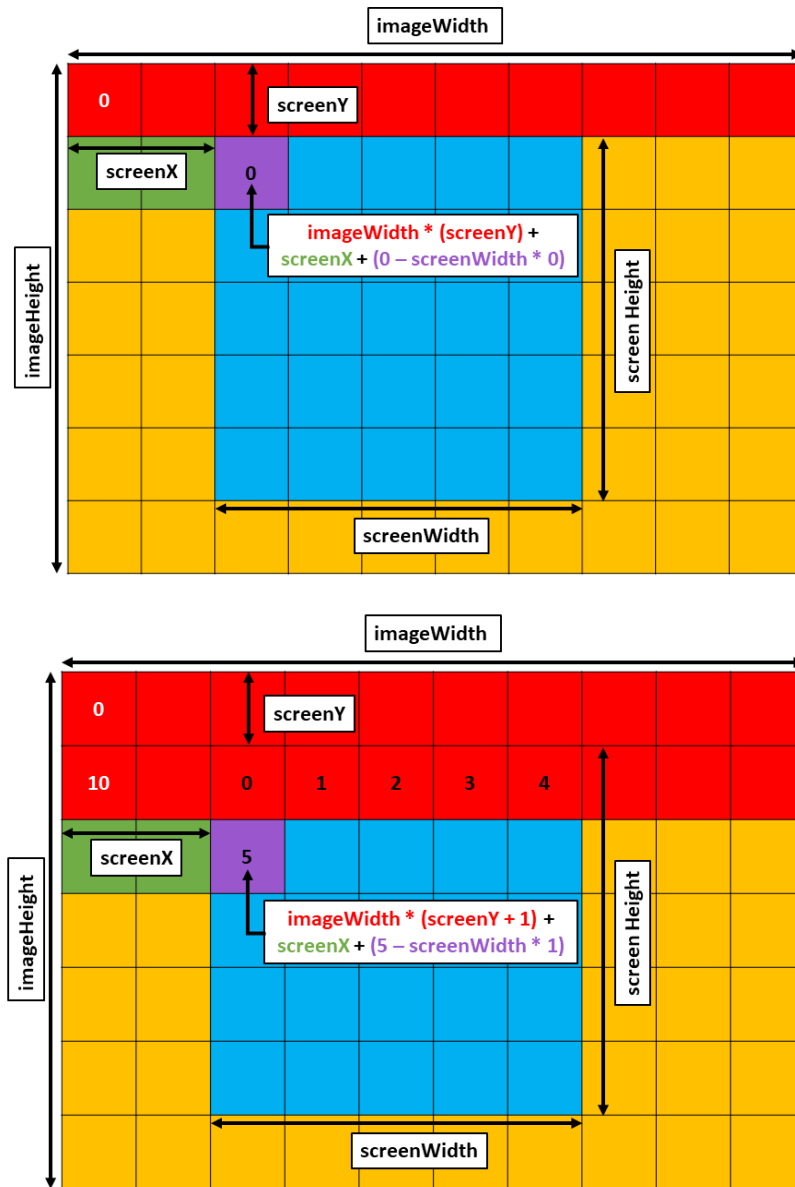 imageWidth
0
screenY
screenX
0
imageWidth * (screenY) +
screenX + (0 – screenWidth * 0)
imageHeight
screen Height
screenWidth
imageWidth
0
screenY
10
0
1
2
3
4
screenX
5
imageWidth * (screenY + 1) +
screenX + (5 – screenWidth * 1)
imageHeight
screen Height
screenWidth